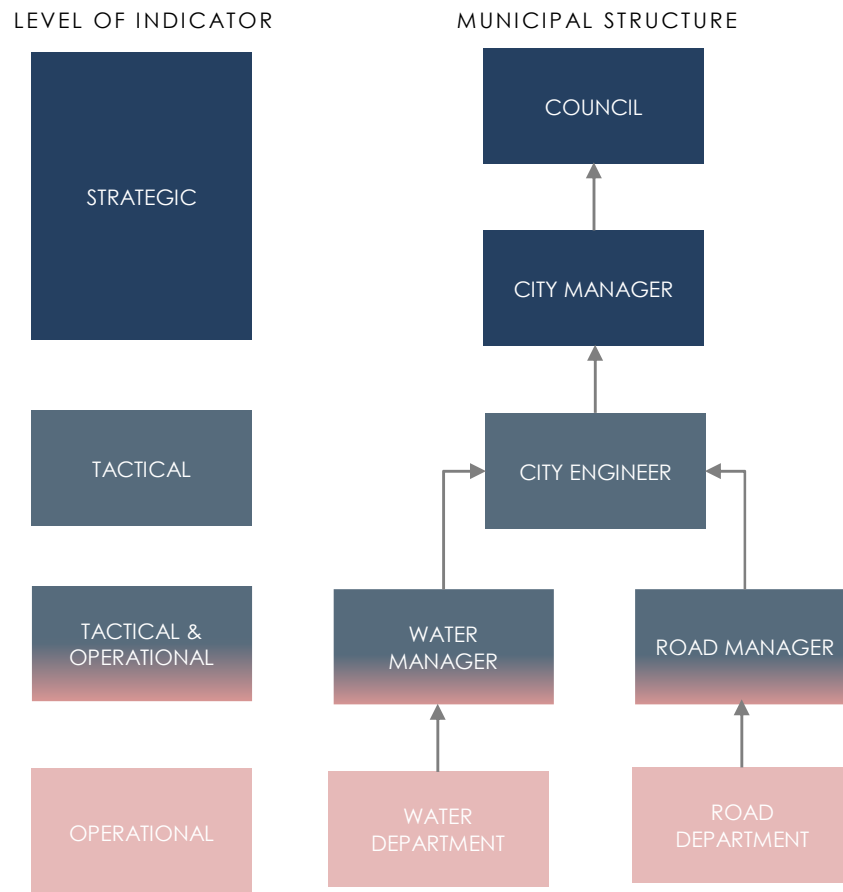 LEVEL OF INDICATOR
MUNICIPAL STRUCTURE
STRATEGIC
COUNCIL
CITY MANAGER
TACTICAL
CITY ENGINEER
TACTICAL &
OPERATIONAL
WATER
MANAGER
ROAD MANAGER
OPERATIONAL
WATER
DEPARTMENT
ROAD
DEPARTMENT